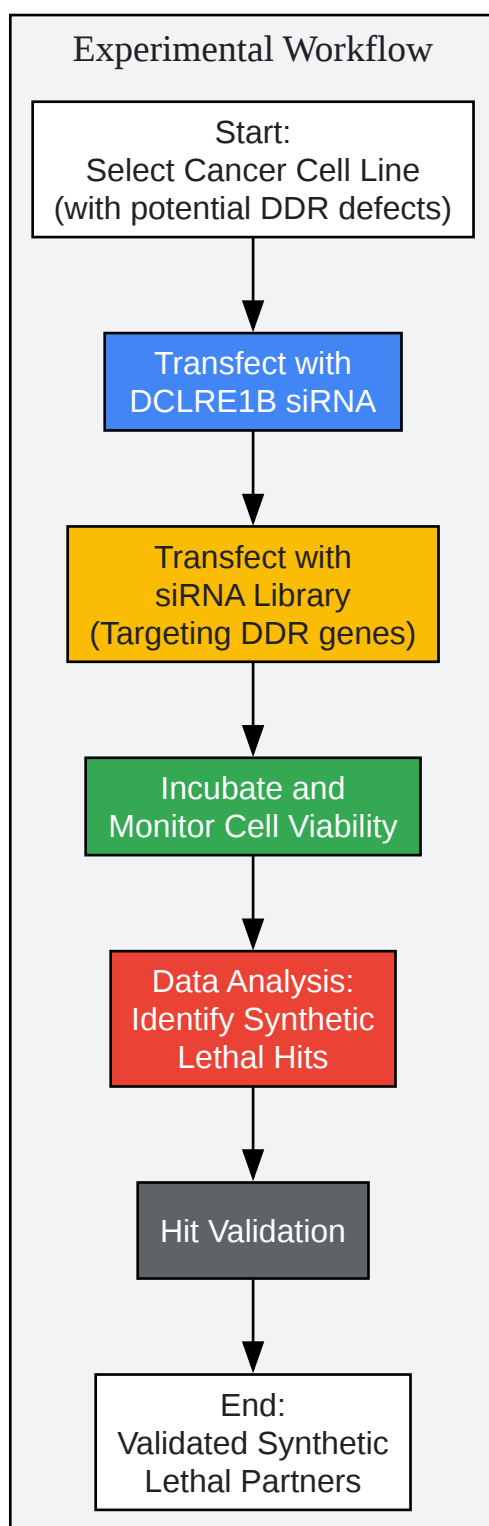 Experimental Workflow
Start:
Select Cancer Cell Line
(with potential DDR defects)
Transfect with
DCLRE1B siRNA
Transfect with
siRNA Library
(Targeting DDR genes)
Incubate and
Monitor Cell Viability
Data Analysis:
Identify Synthetic
Lethal Hits
Hit Validation
End:
Validated Synthetic
Lethal Partners